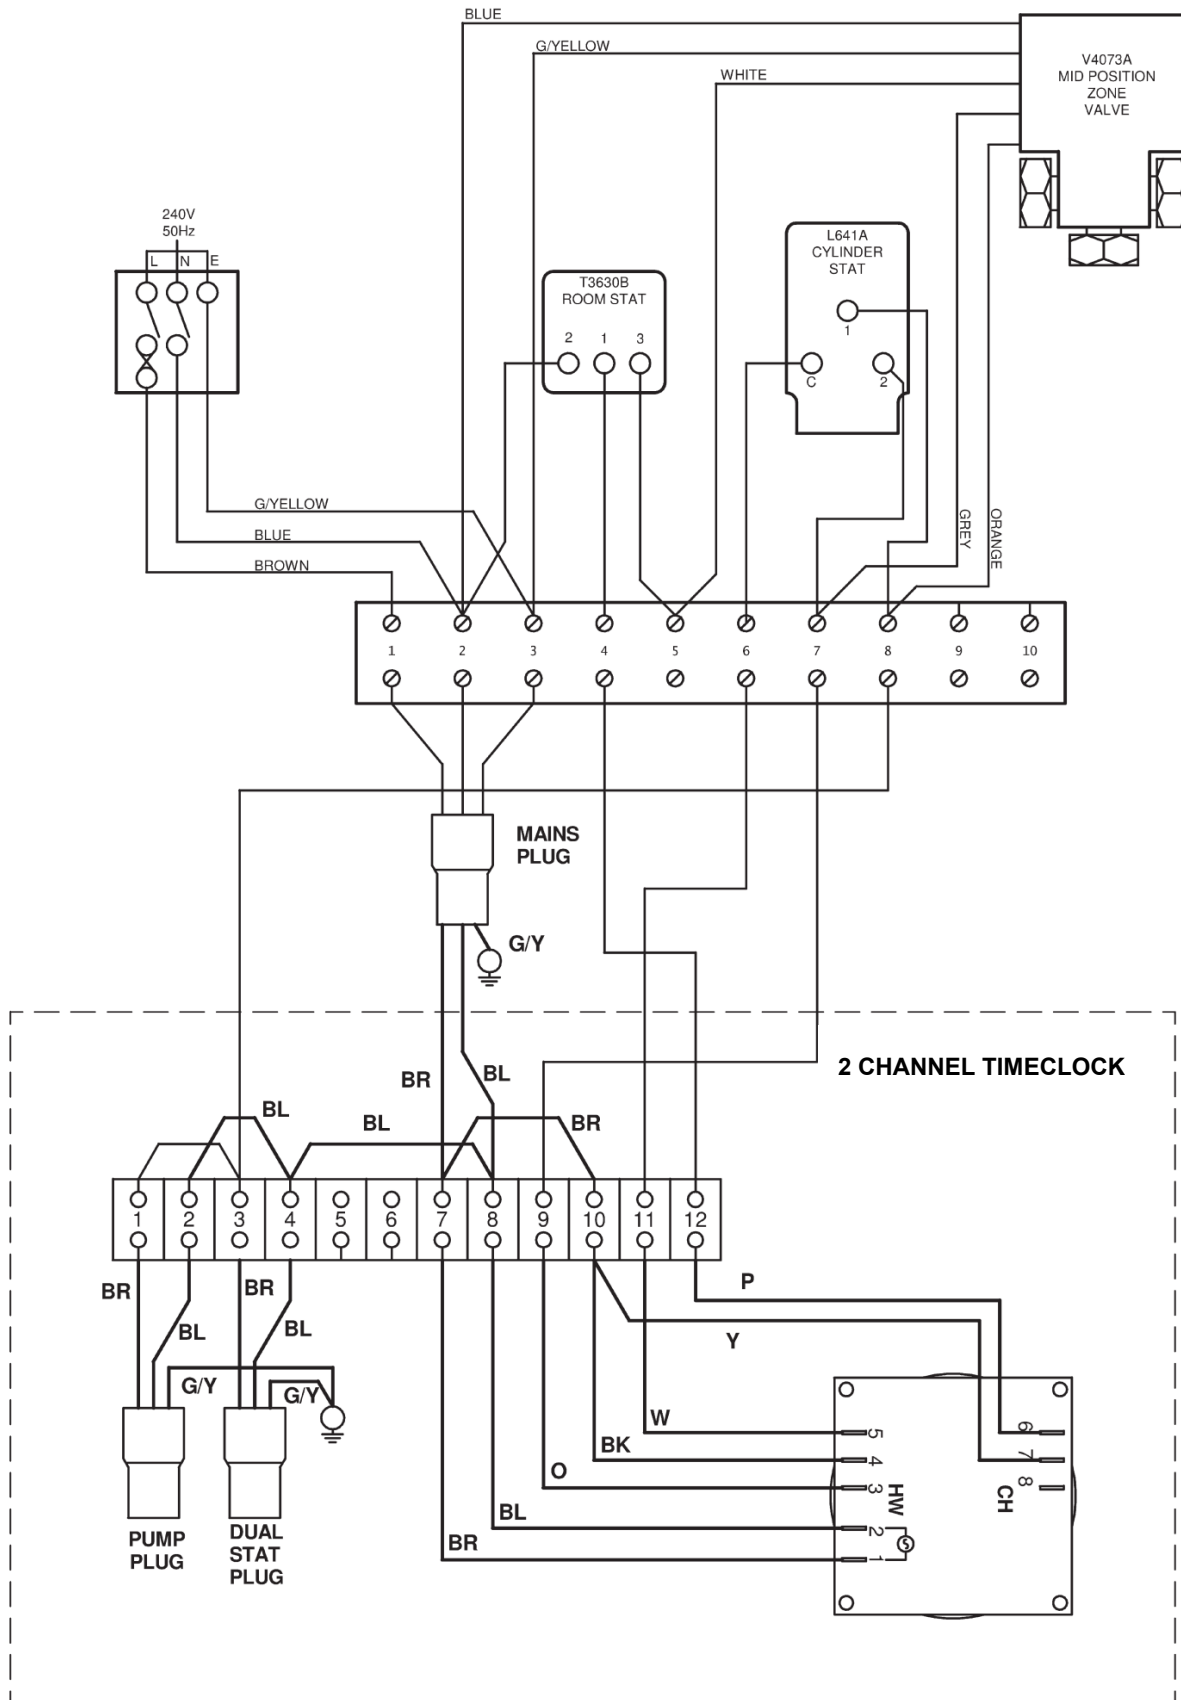 BLUE
G/YELLOW
WHITE
V4073A
MID POSITION
ZONE
VALVE
240V
50Hz
L N E
L641A
CYLINDER
STAT
1
C 2
T3630B
ROOM STAT
2 1 3
G/YELLOW
BLUE
BROWN
GREY
ORANGE
1 2 3 4 5 6 7 8 9 10
MAINS
PLUG
G/Y
2 CHANNEL TIMECLOCK
BR BL
BL BL BR
1 2 3 4 5 6 7 8 9 10 11 12
BR BL BR BL
P
Y
G/Y G/Y
W
BK
O
BL
BR
5
4
3
2
1
HW
6
7
8
CH
S
PUMP
PLUG
DUAL
STAT
PLUG